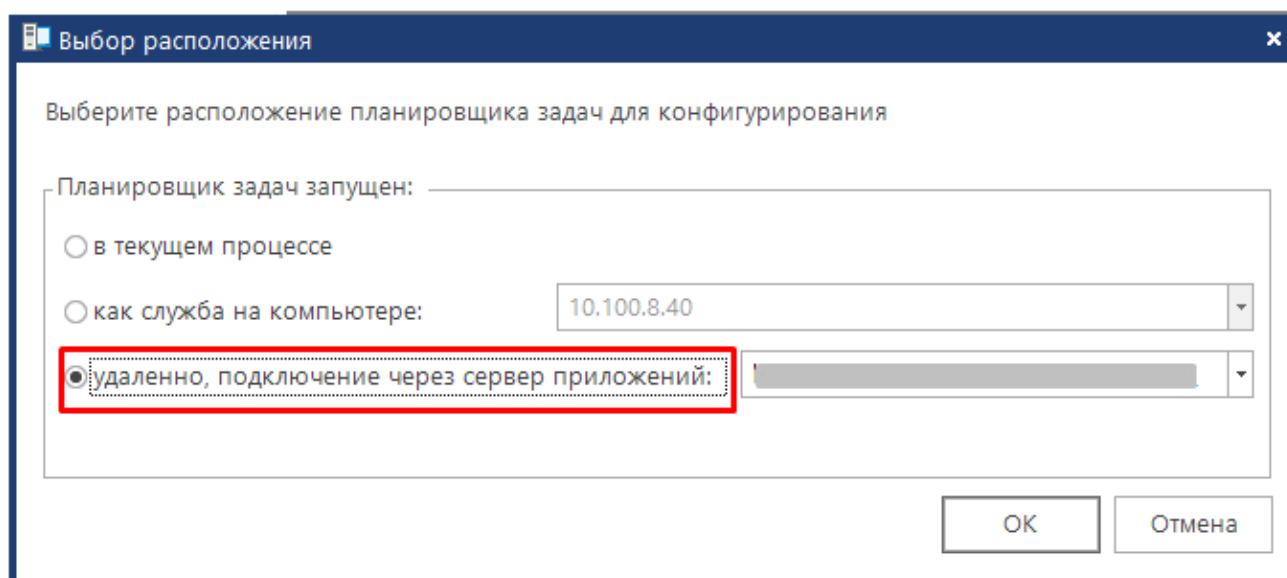 Выбор расположения
Выберите расположение планировщика задач для конфигурирования
Планировщик задач запущен:
в текущем процессе
как служба на компьютере: 10.100.8.40
удаленно, подключение через сервер приложений:
ОК Отмена